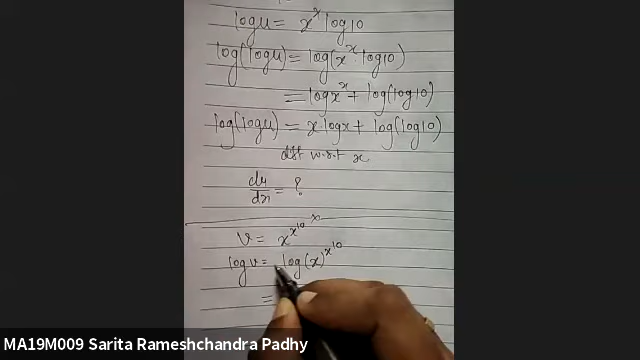 log u = x^x log 10
log(log u) = log(x^x · log 10)
= log x^x + log(log 10)
log(log u) = x log x + log(log 10)
diff w.r.t x
du/dx = ?
v = x^x^10
log v = log(x)^x^10
=
MA19M009 Sarita Rameshchandra Padhy